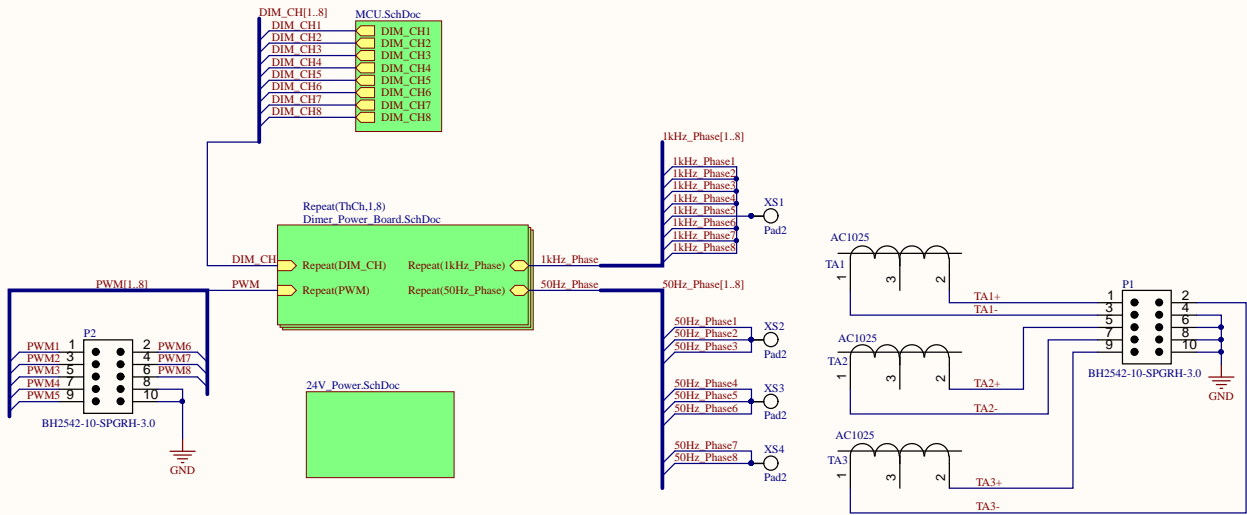 DIM_CH[1..8]
DIM_CH1
DIM_CH2
DIM_CH3
DIM_CH4
DIM_CH5
DIM_CH6
DIM_CH7
DIM_CH8
MCU.SchDoc
DIM_CH1
DIM_CH2
DIM_CH3
DIM_CH4
DIM_CH5
DIM_CH6
DIM_CH7
DIM_CH8
Repeat(ThCh,1,8)
Dimer_Power_Board.SchDoc
DIM_CH
Repeat(DIM_CH)
Repeat(1kHz_Phase)
1kHz_Phase
PWM
Repeat(PWM)
Repeat(50Hz_Phase)
50Hz_Phase
PWM[1..8]
P2
PWM1 1 2 PWM6
PWM2 3 4 PWM7
PWM3 5 6 PWM8
PWM4 7 8
PWM5 9 10
BH2542-10-SPGRH-3.0
GND
24V_Power.SchDoc
1kHz_Phase[1..8]
1kHz_Phase1
1kHz_Phase2
1kHz_Phase3
1kHz_Phase4
1kHz_Phase5
1kHz_Phase6
1kHz_Phase7
1kHz_Phase8
XS1
Pad2
50Hz_Phase[1..8]
50Hz_Phase1
50Hz_Phase2
50Hz_Phase3
XS2
Pad2
50Hz_Phase4
50Hz_Phase5
50Hz_Phase6
XS3
Pad2
50Hz_Phase7
50Hz_Phase8
XS4
Pad2
AC1025
TA1
1 3 2
TA1+
TA1-
AC1025
TA2
1 3 2
TA2+
TA2-
AC1025
TA3
1 3 2
TA3+
TA3-
P1
1 2
3 4
5 6
7 8
9 10
BH2542-10-SPGRH-3.0
GND